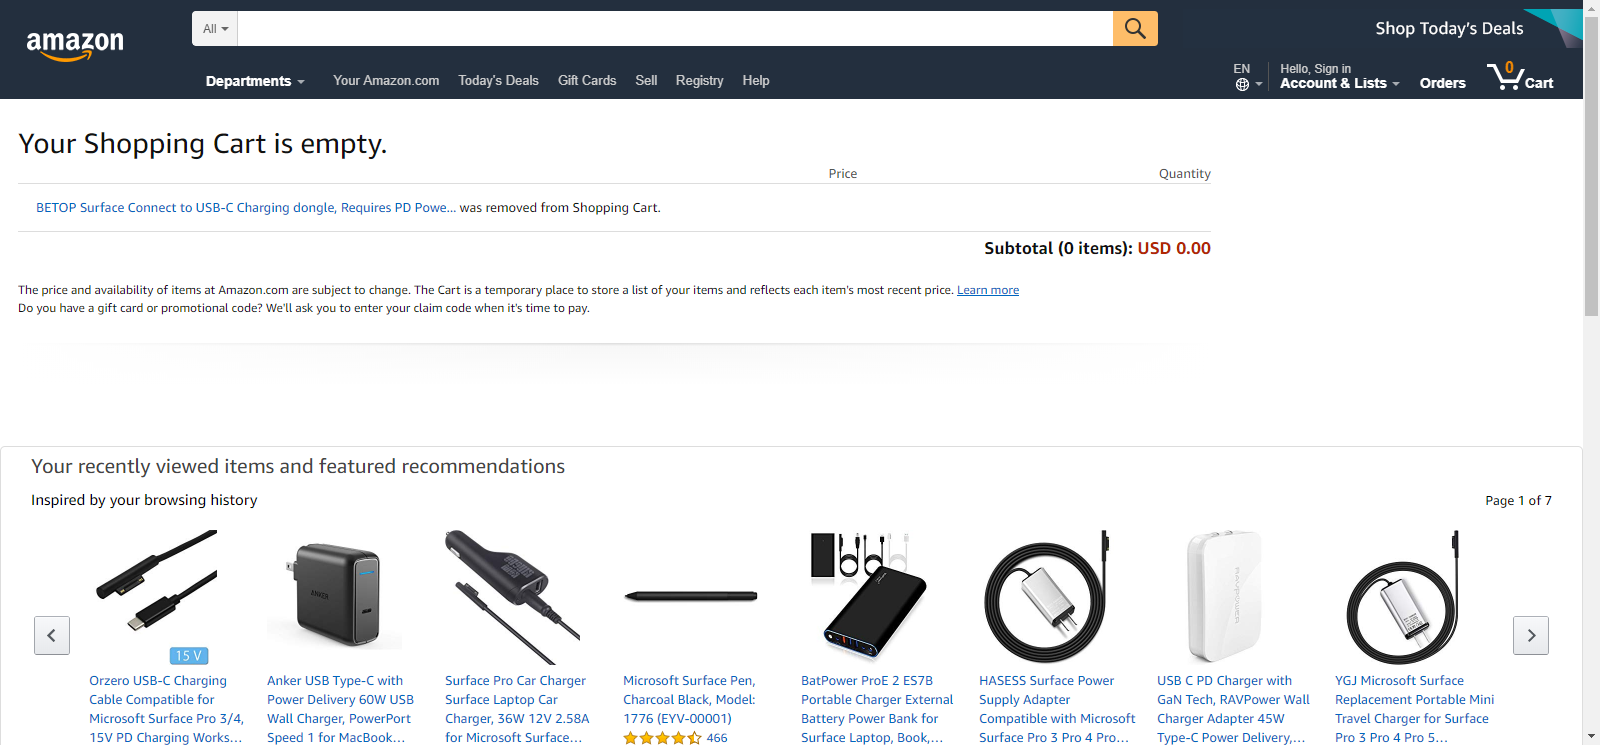 All
Shop Today's Deals
amazon
Departments
Your Amazon.com
Today's Deals
Gift Cards
Sell
Registry
Help
EN
Hello, Sign in
Account & Lists
Orders
0
Cart
Your Shopping Cart is empty.
Price
Quantity
BETOP Surface Connect to USB-C Charging dongle, Requires PD Powe... was removed from Shopping Cart.
Subtotal (0 items): USD 0.00
The price and availability of items at Amazon.com are subject to change. The Cart is a temporary place to store a list of your items and reflects each item's most recent price. Learn more
Do you have a gift card or promotional code? We'll ask you to enter your claim code when it's time to pay.
Your recently viewed items and featured recommendations
Inspired by your browsing history
Page 1 of 7
ANKER
RAVPOWER
15 V
Orzero USB-C Charging
Cable Compatible for
Microsoft Surface Pro 3/4,
15V PD Charging Works...
Anker USB Type-C with
Power Delivery 60W USB
Wall Charger, PowerPort
Speed 1 for MacBook...
Surface Pro Car Charger
Surface Laptop Car
Charger, 36W 12V 2.58A
for Microsoft Surface...
Microsoft Surface Pen,
Charcoal Black, Model:
1776 (EYV-00001)
466
BatPower ProE 2 ES7B
Portable Charger External
Battery Power Bank for
Surface Laptop, Book,...
HASESS Surface Power
Supply Adapter
Compatible with Microsoft
Surface Pro 3 Pro 4 Pro...
USB C PD Charger with
GaN Tech, RAVPower Wall
Charger Adapter 45W
Type-C Power Delivery,...
YGJ Microsoft Surface
Replacement Portable Mini
Travel Charger for Surface
Pro 3 Pro 4 Pro 5...